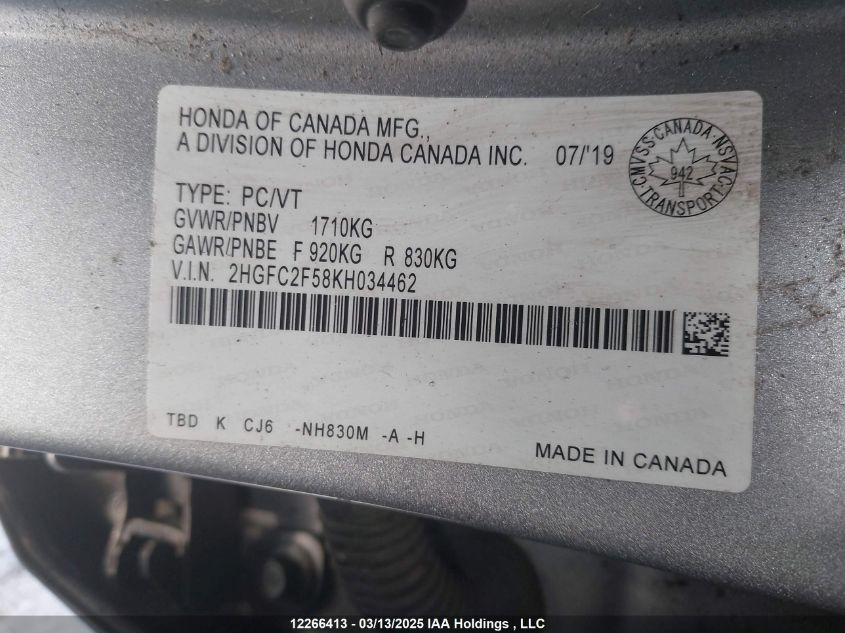 HONDA OF CANADA MFG.,
A DIVISION OF HONDA CANADA INC. 07/'19
CMVSS·CANADA·NSVAC
942
TRANSPORT
TYPE: PC/VT
GVWR/PNBV 1710KG
GAWR/PNBE F 920KG R 830KG
V.I.N. 2HGFC2F58KH034462
TBD K CJ6 -NH830M -A -H
MADE IN CANADA
12266413 - 03/13/2025 IAA Holdings , LLC